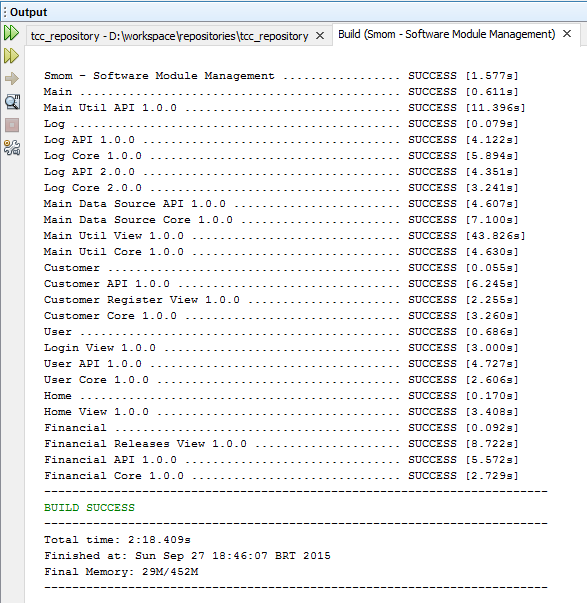 Output
tcc_repository - D:\workspace\repositories\tcc_repository × Build (Smom - Software Module Management) ×
Smom - Software Module Management ................. SUCCESS [1.577s]
Main .............................................. SUCCESS [0.611s]
Main Util API 1.0.0 ............................... SUCCESS [11.396s]
Log ............................................... SUCCESS [0.079s]
Log API 1.0.0 ..................................... SUCCESS [4.122s]
Log Core 1.0.0 .................................... SUCCESS [5.894s]
Log API 2.0.0 ..................................... SUCCESS [4.351s]
Log Core 2.0.0 .................................... SUCCESS [3.241s]
Main Data Source API 1.0.0 ........................ SUCCESS [4.607s]
Main Data Source Core 1.0.0 ....................... SUCCESS [7.100s]
Main Util View 1.0.0 .............................. SUCCESS [43.826s]
Main Util Core 1.0.0 .............................. SUCCESS [4.630s]
Customer .......................................... SUCCESS [0.055s]
Customer API 1.0.0 ................................ SUCCESS [6.245s]
Customer Register View 1.0.0 ...................... SUCCESS [2.255s]
Customer Core 1.0.0 ............................... SUCCESS [3.260s]
User .............................................. SUCCESS [0.686s]
Login View 1.0.0 .................................. SUCCESS [3.000s]
User API 1.0.0 .................................... SUCCESS [4.727s]
User Core 1.0.0 ................................... SUCCESS [2.606s]
Home .............................................. SUCCESS [0.170s]
Home View 1.0.0 ................................... SUCCESS [3.408s]
Financial ......................................... SUCCESS [0.092s]
Financial Releases View 1.0.0 ..................... SUCCESS [8.722s]
Financial API 1.0.0 ............................... SUCCESS [5.572s]
Financial Core 1.0.0 .............................. SUCCESS [2.729s]
------------------------------------------------------------------------
BUILD SUCCESS
------------------------------------------------------------------------
Total time: 2:18.409s
Finished at: Sun Sep 27 18:46:07 BRT 2015
Final Memory: 29M/452M
------------------------------------------------------------------------